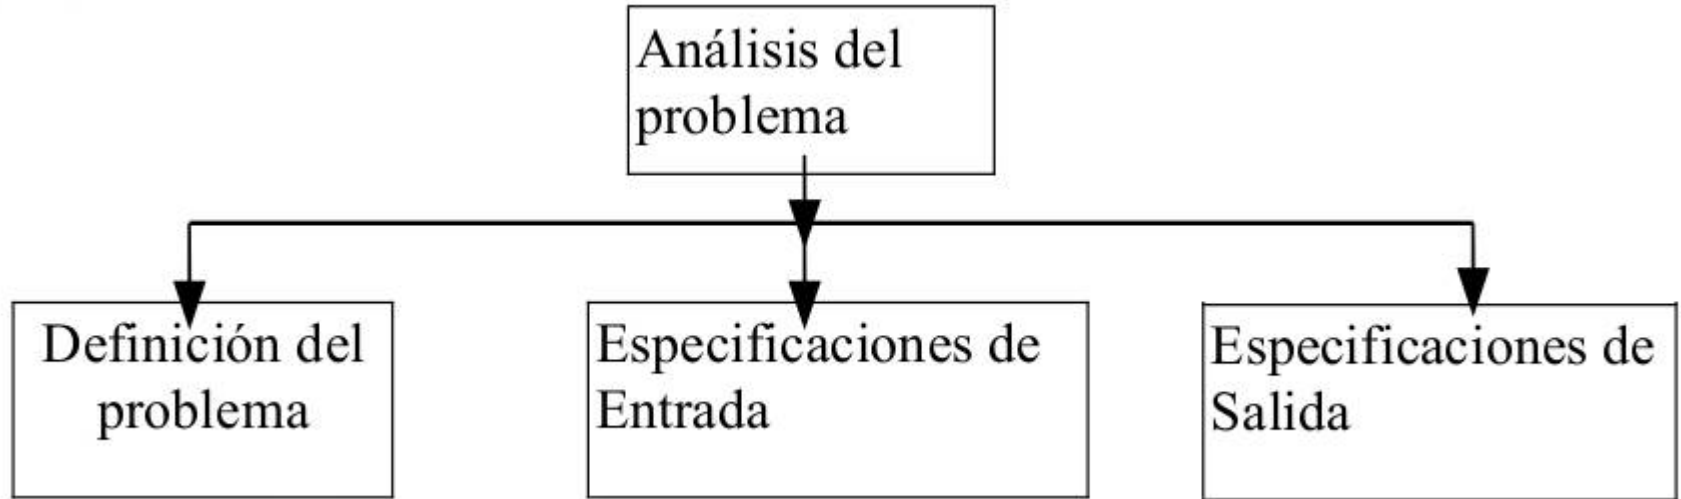 Análisis del
problema
Definición del
problema
Especificaciones de
Entrada
Especificaciones de
Salida